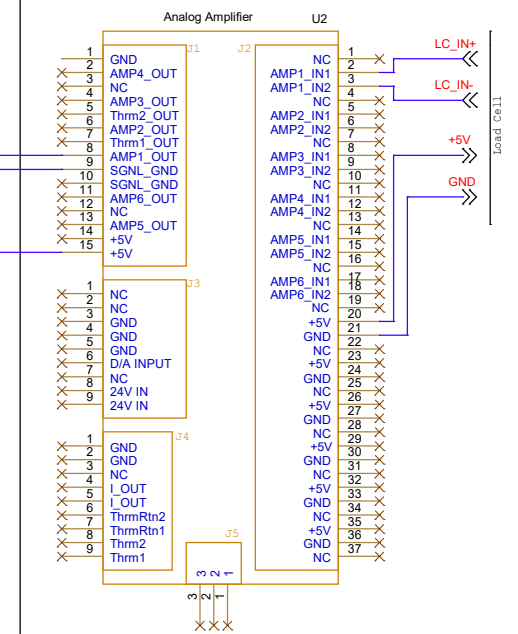 Analog Amplifier
U2
J1
1 GND
2 AMP4_OUT
3 NC
4 AMP3_OUT
5 Thrm2_OUT
6 AMP2_OUT
7 Thrm1_OUT
8 AMP1_OUT
9 SGNL_GND
10 SGNL_GND
11 AMP6_OUT
12 NC
13 AMP5_OUT
14 +5V
15 +5V
J3
1 NC
2 NC
3 GND
4 GND
5 GND
6 D/A INPUT
7 NC
8 24V IN
9 24V IN
J4
1 GND
2 GND
3 NC
4 I_OUT
5 I_OUT
6 ThrmRtn2
7 ThrmRtn1
8 Thrm2
9 Thrm1
J5
3 2 1
3 2 1
J2
NC 1
AMP1_IN1 2
AMP1_IN2 3
NC 4
AMP2_IN1 5
AMP2_IN2 6
NC 7
AMP3_IN1 8
AMP3_IN2 9
NC 10
AMP4_IN1 11
AMP4_IN2 12
NC 13
AMP5_IN1 14
AMP5_IN2 15
NC 16
AMP6_IN1 17
AMP6_IN2 18
NC 19
+5V 20
GND 21
NC 22
+5V 23
GND 24
NC 25
+5V 26
GND 27
NC 28
+5V 29
GND 30
NC 31
+5V 32
GND 33
NC 34
+5V 35
GND 36
NC 37
LC_IN+
LC_IN-
+5V
GND
Load Cell